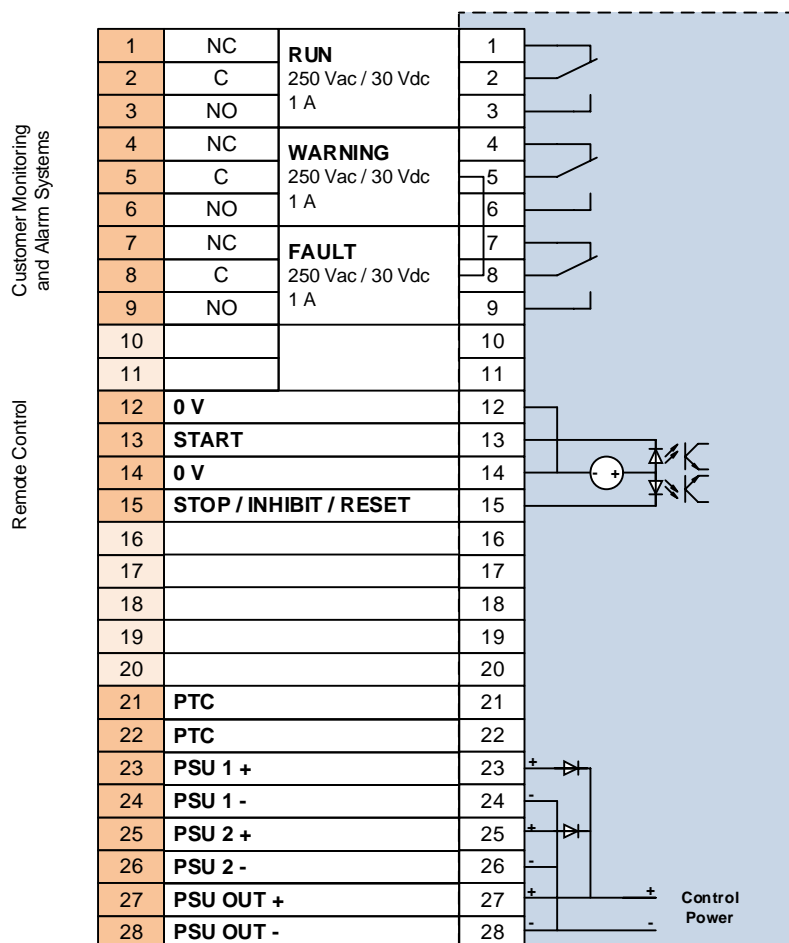 Customer Monitoring
and Alarm Systems
Remote Control
1 NC RUN 1
2 C 250 Vac / 30 Vdc 2
3 NO 1 A 3
4 NC WARNING 4
5 C 250 Vac / 30 Vdc 5
6 NO 1 A 6
7 NC FAULT 7
8 C 250 Vac / 30 Vdc 8
9 NO 1 A 9
10 10
11 11
12 0 V 12
13 START 13
14 0 V 14 - +
15 STOP / INHIBIT / RESET 15
16 16
17 17
18 18
19 19
20 20
21 PTC 21
22 PTC 22
23 PSU 1 + 23 +
24 PSU 1 - 24 -
25 PSU 2 + 25 +
26 PSU 2 - 26 -
27 PSU OUT + 27 + +
28 PSU OUT - 28 - -
Control
Power